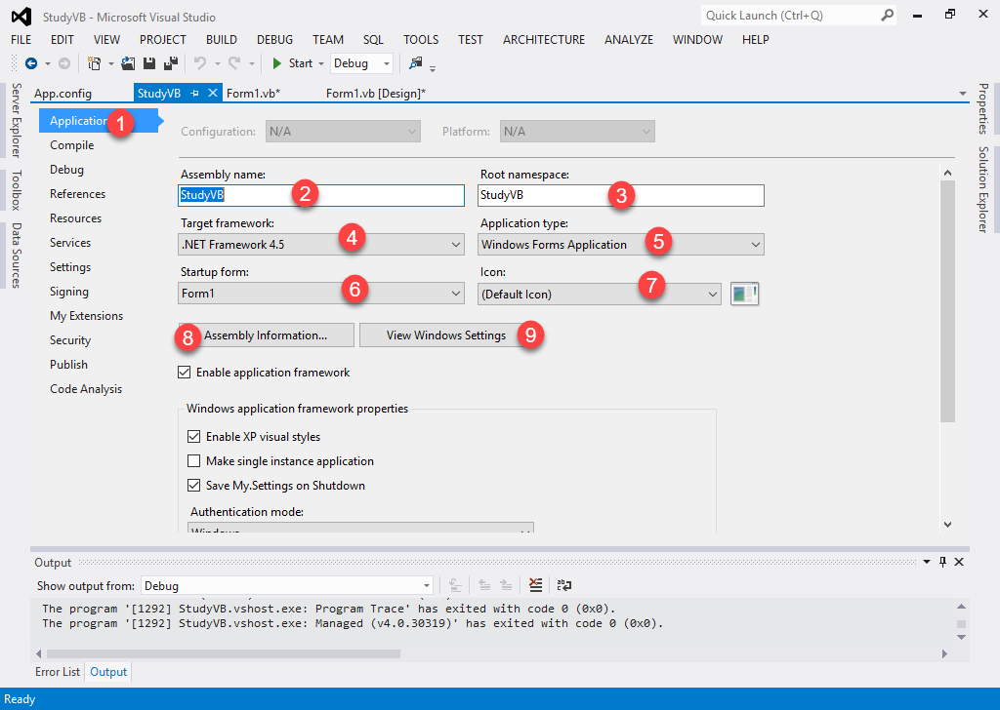 StudyVB - Microsoft Visual Studio
Quick Launch (Ctrl+Q)
FILE EDIT VIEW PROJECT BUILD DEBUG TEAM SQL TOOLS TEST ARCHITECTURE ANALYZE WINDOW HELP
Start Debug
App.config StudyVB Form1.vb* Form1.vb [Design]*
Server Explorer
Toolbox
Data Sources
Properties
Solution Explorer
Application 1
Compile
Debug
References
Resources
Services
Settings
Signing
My Extensions
Security
Publish
Code Analysis
Configuration: N/A Platform: N/A
Assembly name: Root namespace:
StudyVB 2 StudyVB 3
Target framework: Application type:
.NET Framework 4.5 4 Windows Forms Application 5
Startup form: Icon:
Form1 6 (Default Icon) 7
8 Assembly Information... View Windows Settings 9
Enable application framework
Windows application framework properties
Enable XP visual styles
Make single instance application
Save My.Settings on Shutdown
Authentication mode:
Windows
Output
Show output from: Debug
The program '[1292] StudyVB.vshost.exe: Program Trace' has exited with code 0 (0x0).
The program '[1292] StudyVB.vshost.exe: Managed (v4.0.30319)' has exited with code 0 (0x0).
Error List Output
Ready